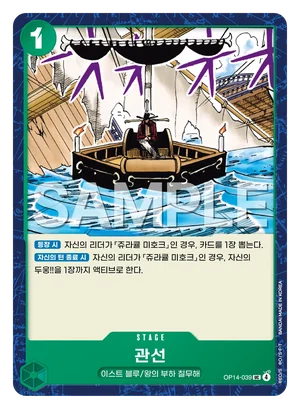 1
SAMPLE
등장 시 자신의 리더가 「쥬라큘 미호크」인 경우, 카드를 1장 뽑는다.
자신의 턴 종료 시 자신의 리더가 「쥬라큘 미호크」인 경우, 자신의
두웅!!을 1장까지 액티브로 한다.
STAGE
관선
이스트 블루/왕의 부하 칠무해
OP14-039 UC 4